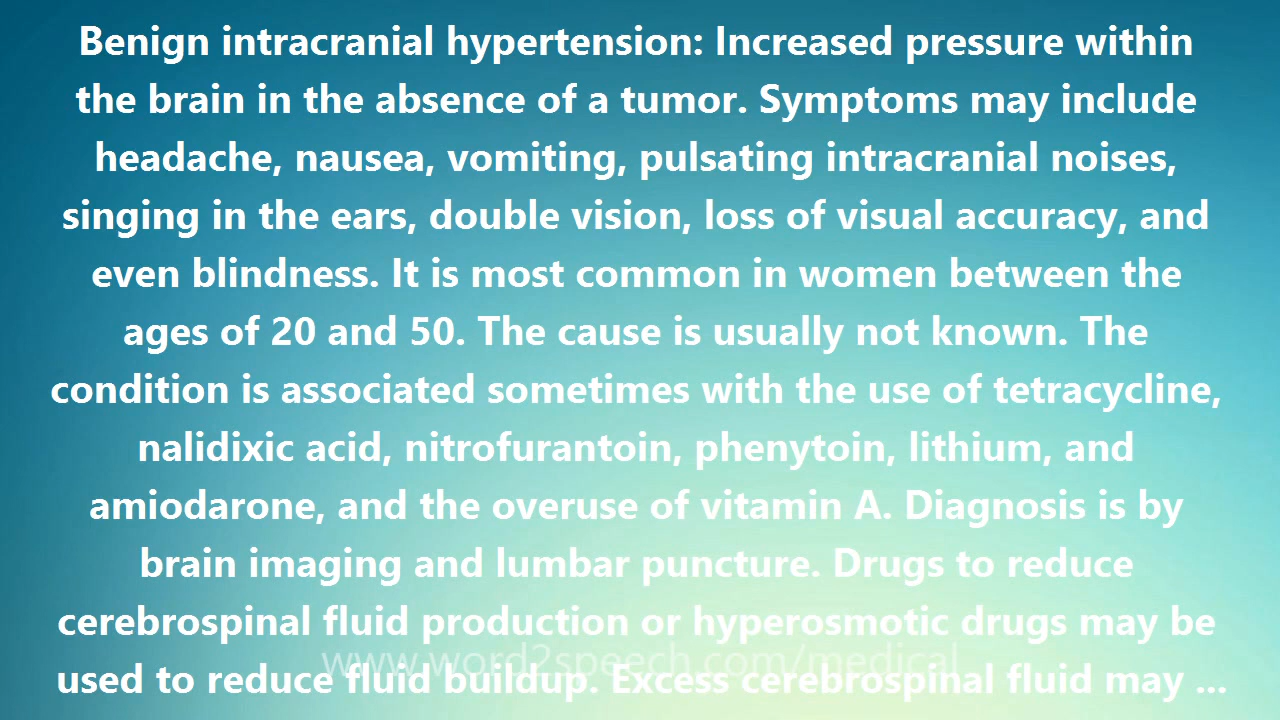 Benign intracranial hypertension: Increased pressure within
the brain in the absence of a tumor. Symptoms may include
headache, nausea, vomiting, pulsating intracranial noises,
singing in the ears, double vision, loss of visual accuracy, and
even blindness. It is most common in women between the
ages of 20 and 50. The cause is usually not known. The
condition is associated sometimes with the use of tetracycline,
nalidixic acid, nitrofurantoin, phenytoin, lithium, and
amiodarone, and the overuse of vitamin A. Diagnosis is by
brain imaging and lumbar puncture. Drugs to reduce
cerebrospinal fluid production or hyperosmotic drugs may be
www.word2speech.com/medical
used to reduce fluid buildup. Excess cerebrospinal fluid may ...